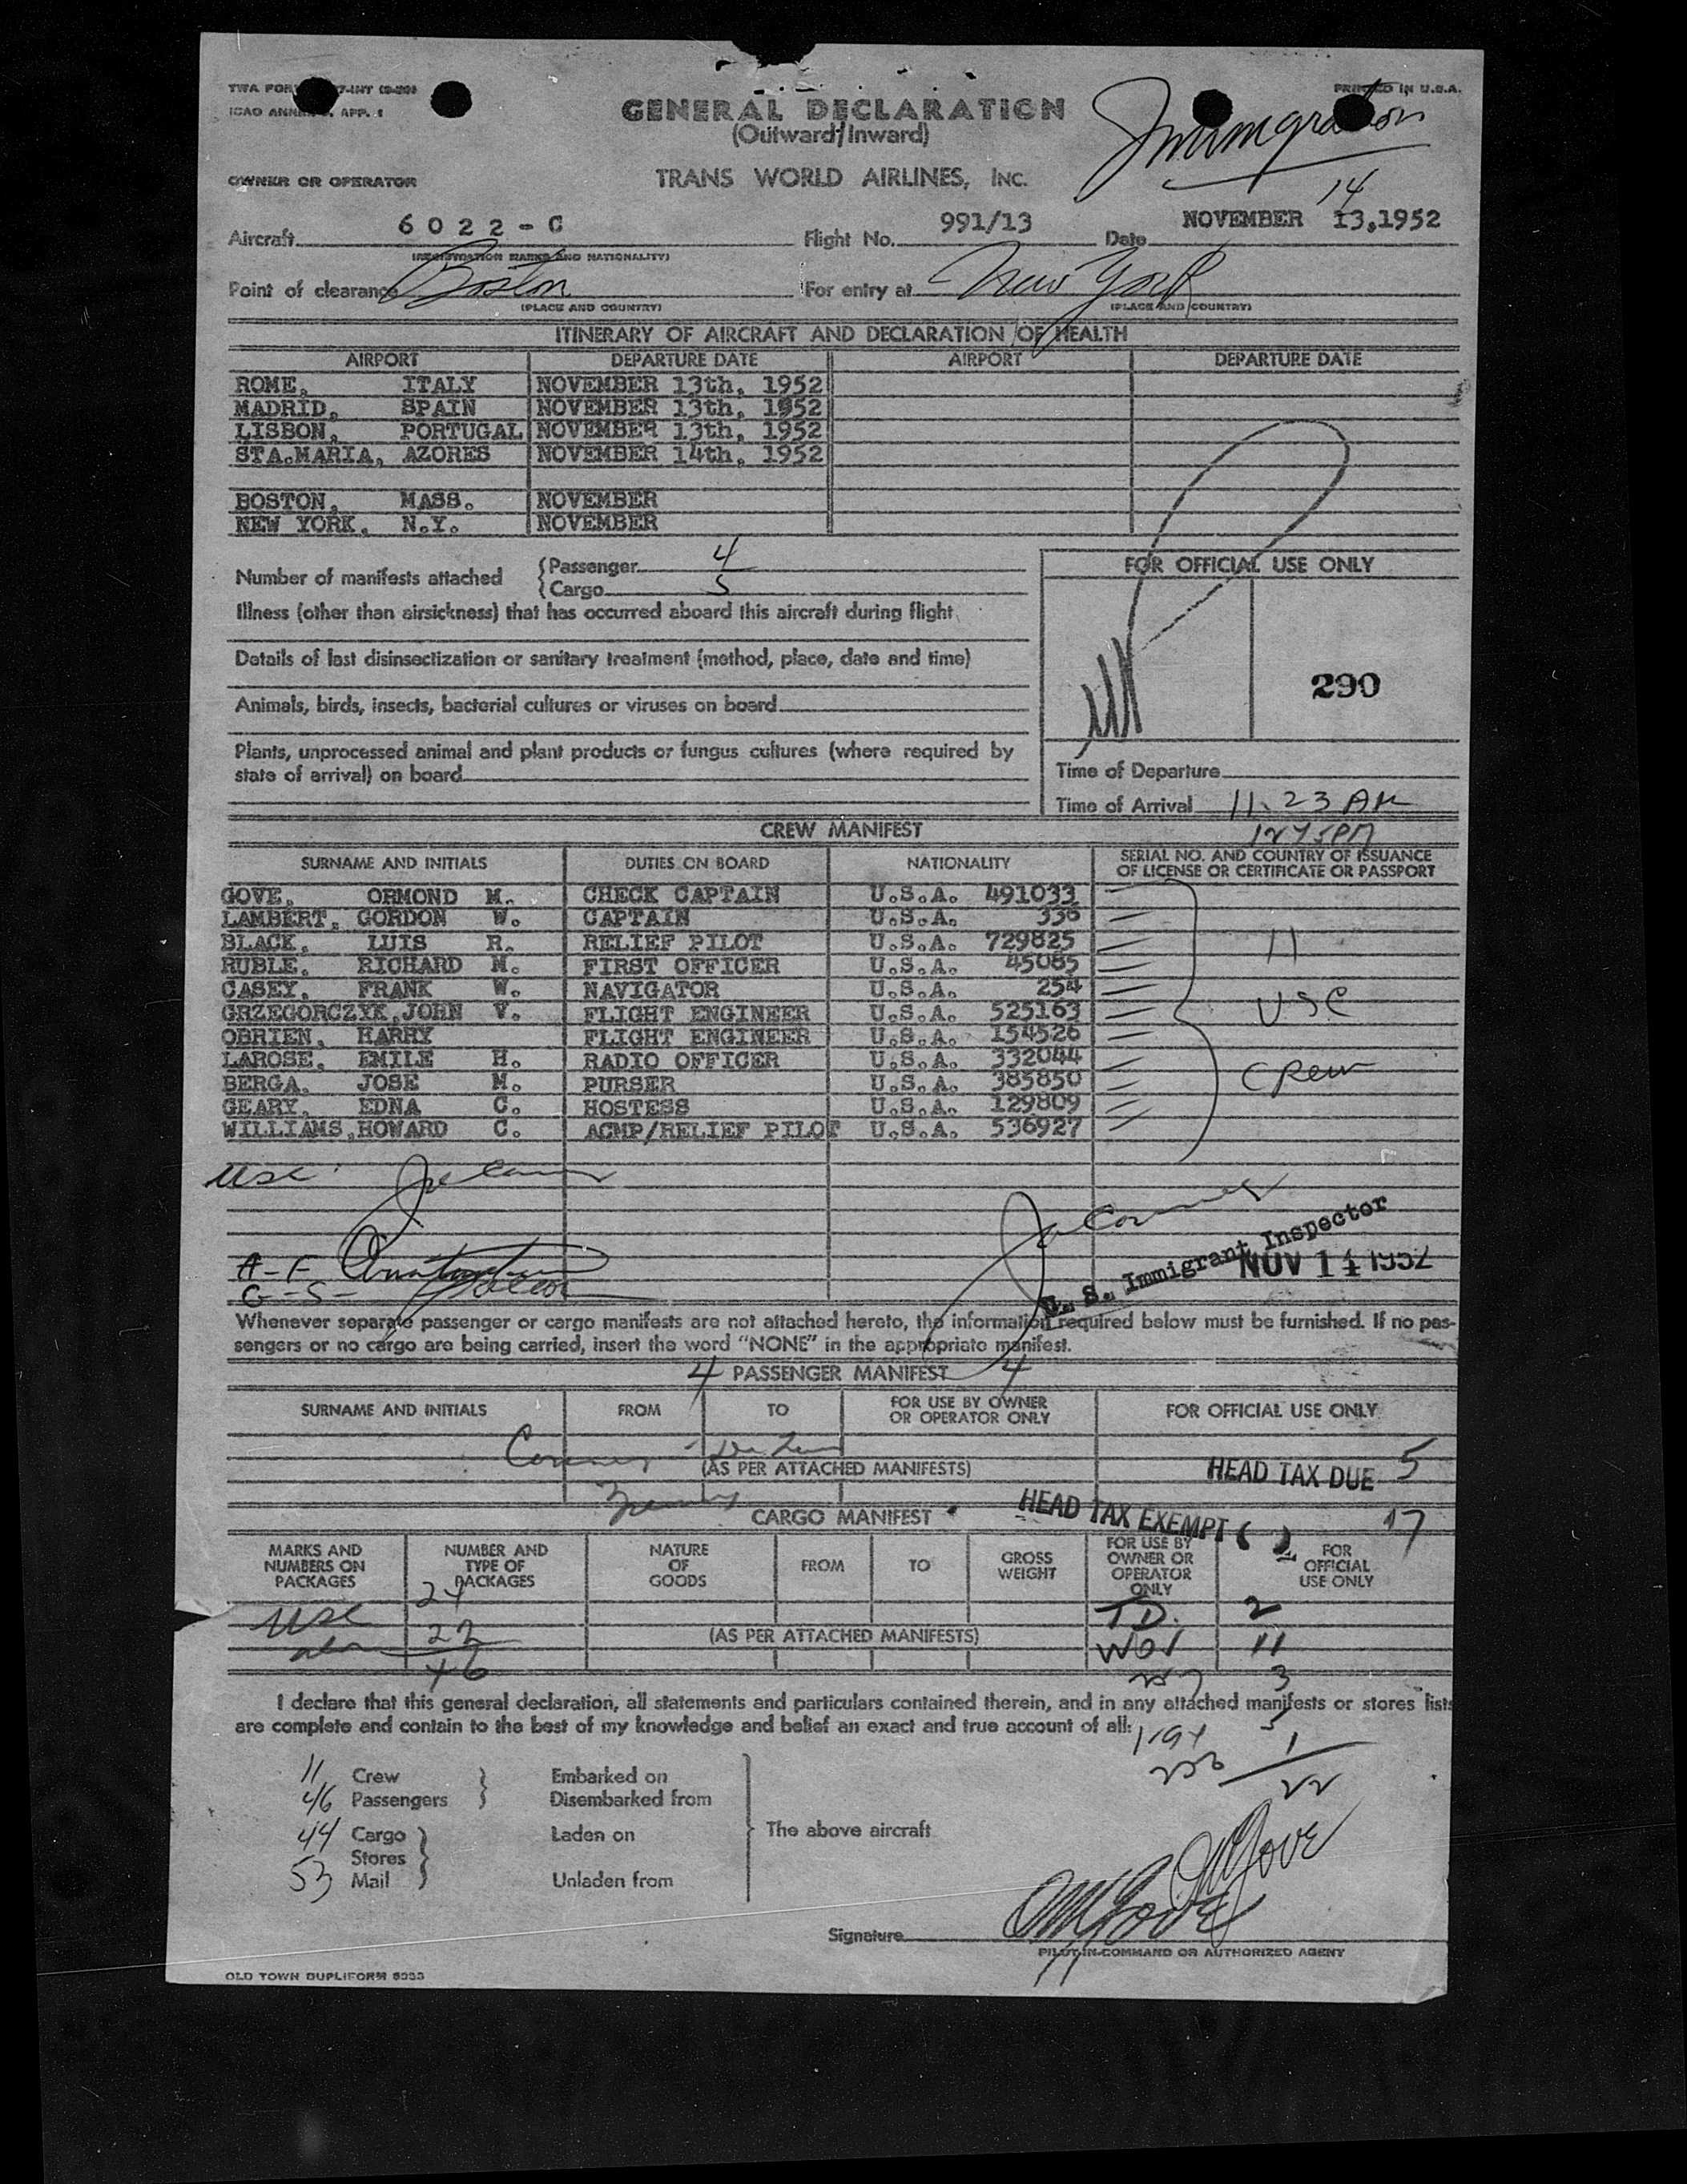 TWA FOR 7-INT
PRINTED IN U.S.A.
ICAO ANNEX , APP. 1
GENERAL DECLARATION
(Outward/Inward)
Immigration
OWNER OR OPERATOR
TRANS WORLD AIRLINES, INC.
14
Aircraft 6022-C Flight No. 991/13 Date NOVEMBER 13,1952
(REGISTRATION MARKS AND NATIONALITY)
Point of clearance Boston For entry at New York
(PLACE AND COUNTRY) (PLACE AND COUNTRY)
ITINERARY OF AIRCRAFT AND DECLARATION OF HEALTH
AIRPORT DEPARTURE DATE AIRPORT DEPARTURE DATE
ROME, ITALY NOVEMBER 13th, 1952
MADRID, SPAIN NOVEMBER 13th, 1952
LISBON, PORTUGAL NOVEMBER 13th, 1952
STA.MARIA, AZORES NOVEMBER 14th, 1952
BOSTON, MASS. NOVEMBER
NEW YORK, N.Y. NOVEMBER
Number of manifests attached
Passenger 4
Cargo 5
FOR OFFICIAL USE ONLY
Illness (other than airsickness) that has occurred aboard this aircraft during flight
Details of last disinsectization or sanitary treatment (method, place, date and time)
290
Animals, birds, insects, bacterial cultures or viruses on board
Plants, unprocessed animal and plant products or fungus cultures (where required by
state of arrival) on board
Time of Departure
Time of Arrival 11.23 AM
1245PM
CREW MANIFEST
SURNAME AND INITIALS DUTIES ON BOARD NATIONALITY SERIAL NO. AND COUNTRY OF ISSUANCE
OF LICENSE OR CERTIFICATE OR PASSPORT
GOVE, ORMOND M. CHECK CAPTAIN U.S.A. 491033
LAMBERT, GORDON W. CAPTAIN U.S.A. 336
BLACK, LUIS R. RELIEF PILOT U.S.A. 729825
RUBLE, RICHARD M. FIRST OFFICER U.S.A. 45085
CASEY, FRANK W. NAVIGATOR U.S.A. 254
GRZEGORCZYK,JOHN V. FLIGHT ENGINEER U.S.A. 525163
OBRIEN, HARRY FLIGHT ENGINEER U.S.A. 154526
LAROSE, EMILE H. RADIO OFFICER U.S.A. 332044
BERGA, JOSE M. PURSER U.S.A. 385850
GEARY, EDNA C. HOSTESS U.S.A. 129809
WILLIAMS,HOWARD C. ACMP/RELIEF PILOT U.S.A. 536927
11
USC
Crew
USC
U. S. Immigrant Inspector
NOV 14 1952
A-F
G-S-
Whenever separate passenger or cargo manifests are not attached hereto, the information required below must be furnished. If no pas-
sengers or no cargo are being carried, insert the word "NONE" in the appropriate manifest.
4 PASSENGER MANIFEST 4
SURNAME AND INITIALS FROM TO FOR USE BY OWNER
OR OPERATOR ONLY
FOR OFFICIAL USE ONLY
(AS PER ATTACHED MANIFESTS)
HEAD TAX DUE 5
HEAD TAX EXEMPT ( ) 17
CARGO MANIFEST
MARKS AND
NUMBERS ON
PACKAGES
NUMBER AND
TYPE OF
PACKAGES
NATURE
OF
GOODS
FROM
TO
GROSS
WEIGHT
FOR USE BY
OWNER OR
OPERATOR
ONLY
FOR
OFFICIAL
USE ONLY
USC 24
22
46
(AS PER ATTACHED MANIFESTS)
T.D. 2
11
3
I declare that this general declaration, all statements and particulars contained therein, and in any attached manifests or stores lists
are complete and contain to the best of my knowledge and belief an exact and true account of all:
1
22
11 Crew
46 Passengers
Embarked on
Disembarked from
44 Cargo
Stores
53 Mail
Laden on
Unladen from
The above aircraft
OM Gove
Signature OM Gove
PILOT-IN-COMMAND OR AUTHORIZED AGENT
OLD TOWN DUPLIFORM